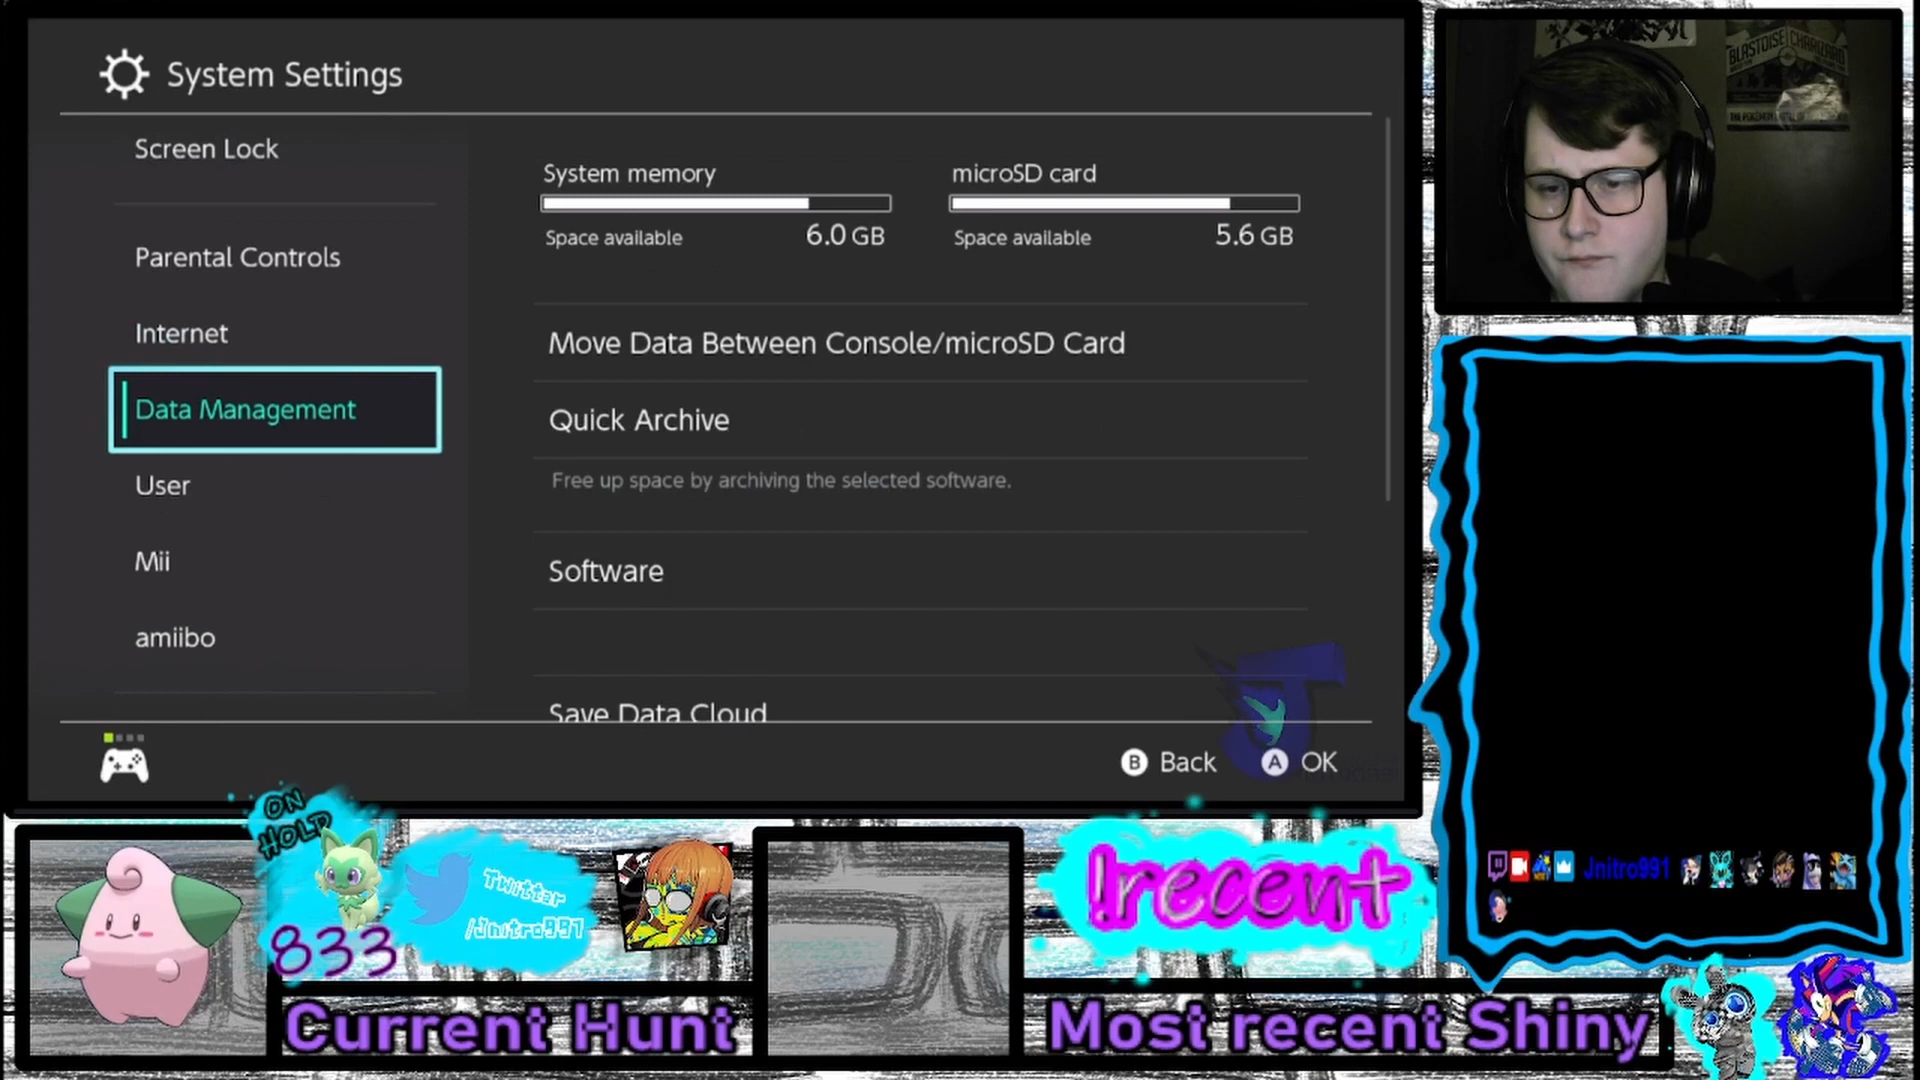 System Settings
Screen Lock
Parental Controls
Internet
Data Management
User
Mii
amiibo
System memory
Space available 6.0 GB
microSD card
Space available 5.6 GB
Move Data Between Console/microSD Card
Quick Archive
Free up space by archiving the selected software.
Software
Save Data Cloud
B Back
A OK
BLASTOISE CHARIZARD
ON
HOLD
833
Twitter
/Jnitro991
Current Hunt
!recent
Most recent Shiny
Jnitro991